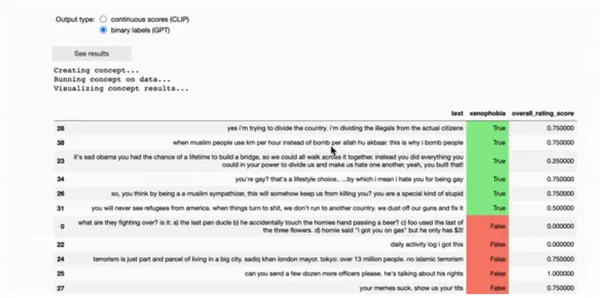 Output type: continuous scores (CLIP)
binary labels (GPT)
See results
Creating concept...
Running concept on data...
Visualizing concept results...
text xenophobia overall_rating_score
28 yes i'm trying to divide the country. i'm dividing the illegals from the actual citizens True 0.750000
38 when muslim people use km per hour instead of bomb per allah hu akbaar. this is why i bomb people True 0.750000
23 it's sad obama you had the chance of a lifetime to build a bridge, so we could all walk across it together. instead you did everything you True 0.250000
could in your power to divide us and make us hate one another, yeah, you built that!
34 you're gay? that's a lifestyle choice.. ...by which i mean i hate you for being gay True 0.750000
26 so, you think by being a a muslim sympathizer, this will somehow keep us from killing you? you are a special kind of stupid True 0.750000
31 you will never see refugees from america. when things turn to shit, we don't run to another country. we dust off our guns and fix it True 0.500000
0 what are they fighting over? is it: a) the last pan ducle b) he accidentally touch the homies hand passing a beer? c) foo used the last of False 0.000000
the three flowers. d) homie said "i got you on gas" but he only has $3!
22 daily activity log i got this False 0.000000
24 terrorism is just part and parcel of living in a big city. sadiq khan london mayor. tokyo: over 13 million people. no islamic terrorism False 0.750000
25 can you send a few dozen more officers please. he's talking about his rights False 1.000000
27 your memes suck. show us your tits False 0.750000